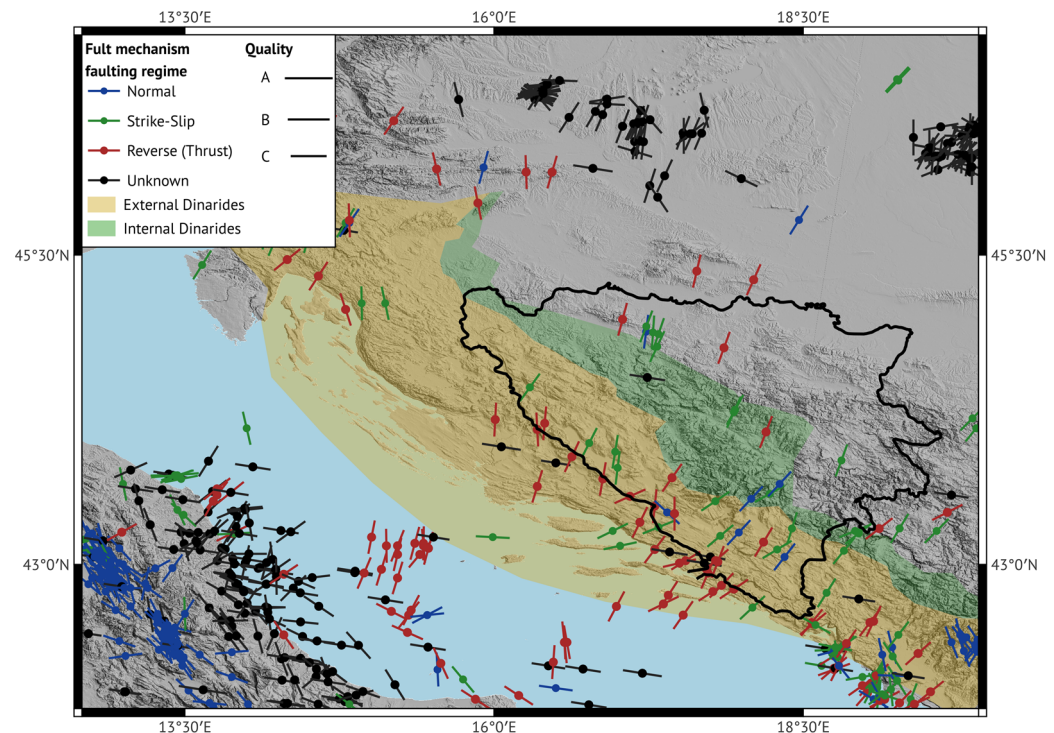 13°30′E 16°0′E 18°30′E
Fult mechanism
faulting regime
Normal
Strike-Slip
Reverse (Thrust)
Unknown
External Dinarides
Internal Dinarides
Quality
A
B
C
45°30′N 45°30′N
43°0′N 43°0′N
13°30′E 16°0′E 18°30′E